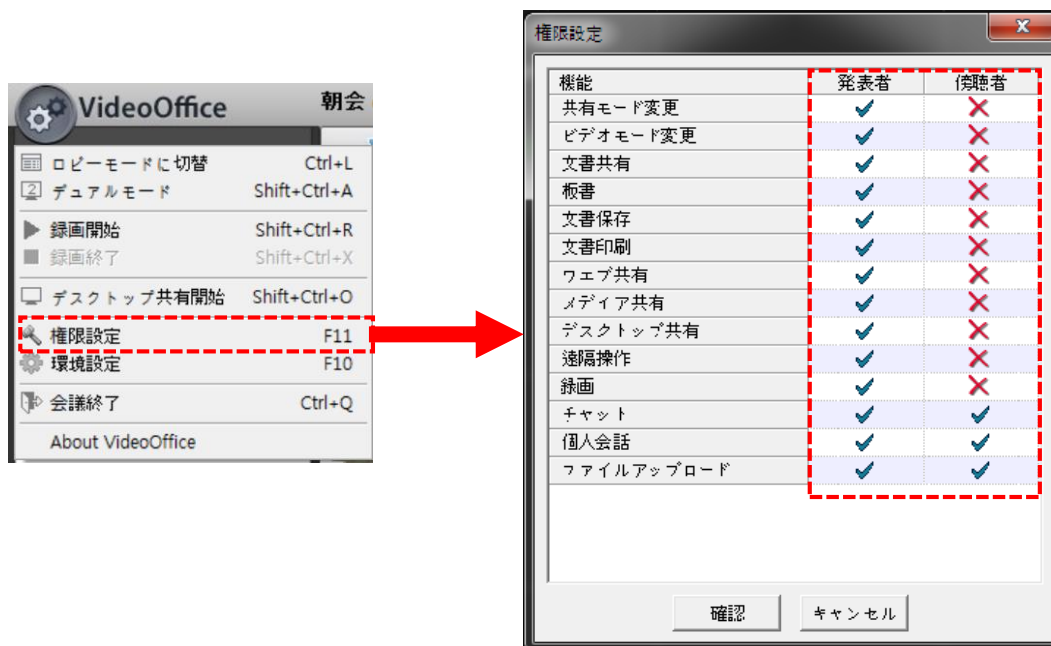 VideoOffice 朝会
ロビーモードに切替 Ctrl+L
2 デュアルモード Shift+Ctrl+A
録画開始 Shift+Ctrl+R
録画終了 Shift+Ctrl+X
デスクトップ共有開始 Shift+Ctrl+O
権限設定 F11
環境設定 F10
会議終了 Ctrl+Q
About VideoOffice
権限設定 x
機能 発表者 傍聴者
共有モード変更
ビデオモード変更
文書共有
板書
文書保存
文書印刷
ウェブ共有
メディア共有
デスクトップ共有
遠隔操作
録画
チャット
個人会話
ファイルアップロード
確認 キャンセル